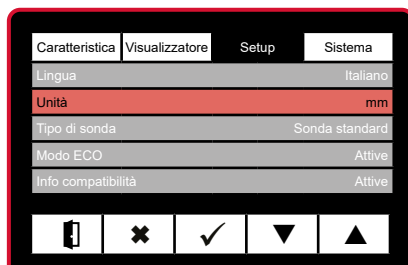 Caratteristica Visualizzatore Setup Sistema
Lingua Italiano
Unità mm
Tipo di sonda Sonda standard
Modo ECO Attive
Info compatibilità Attive